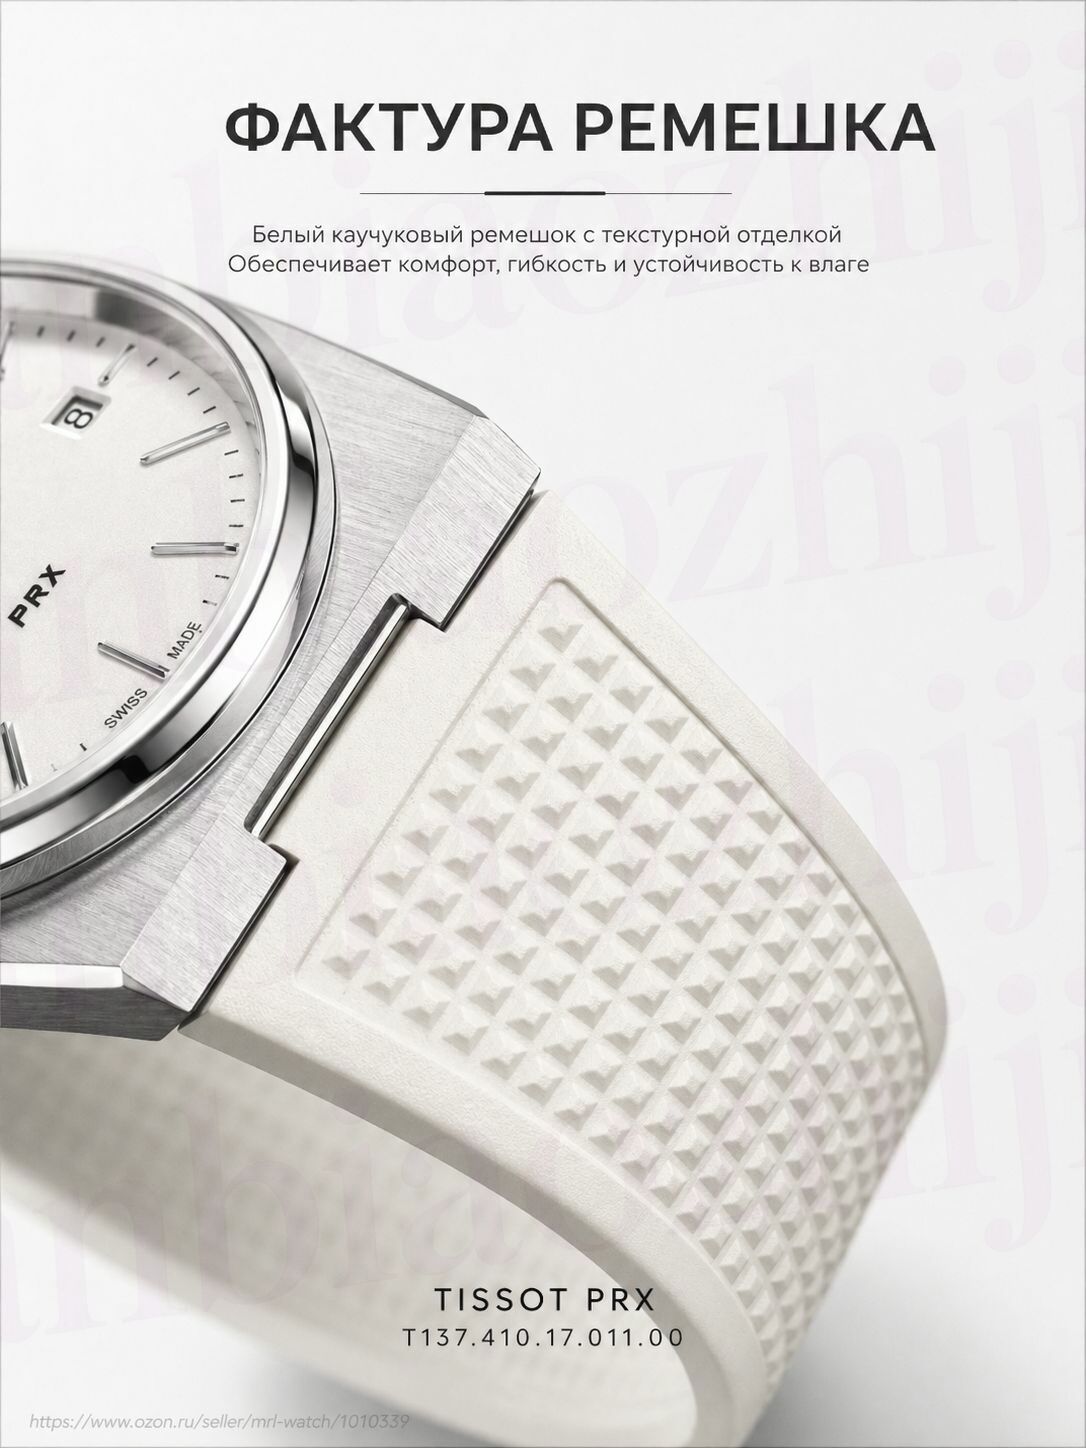 ФАКТУРА РЕМЕШКА
Белый каучуковый ремешок с текстурной отделкой
Обеспечивает комфорт, гибкость и устойчивость к влаге
8
PRX
SWISS MADE
TISSOT PRX
T137.410.17.011.00
https://www.ozon.ru/seller/mrl-watch/1010339